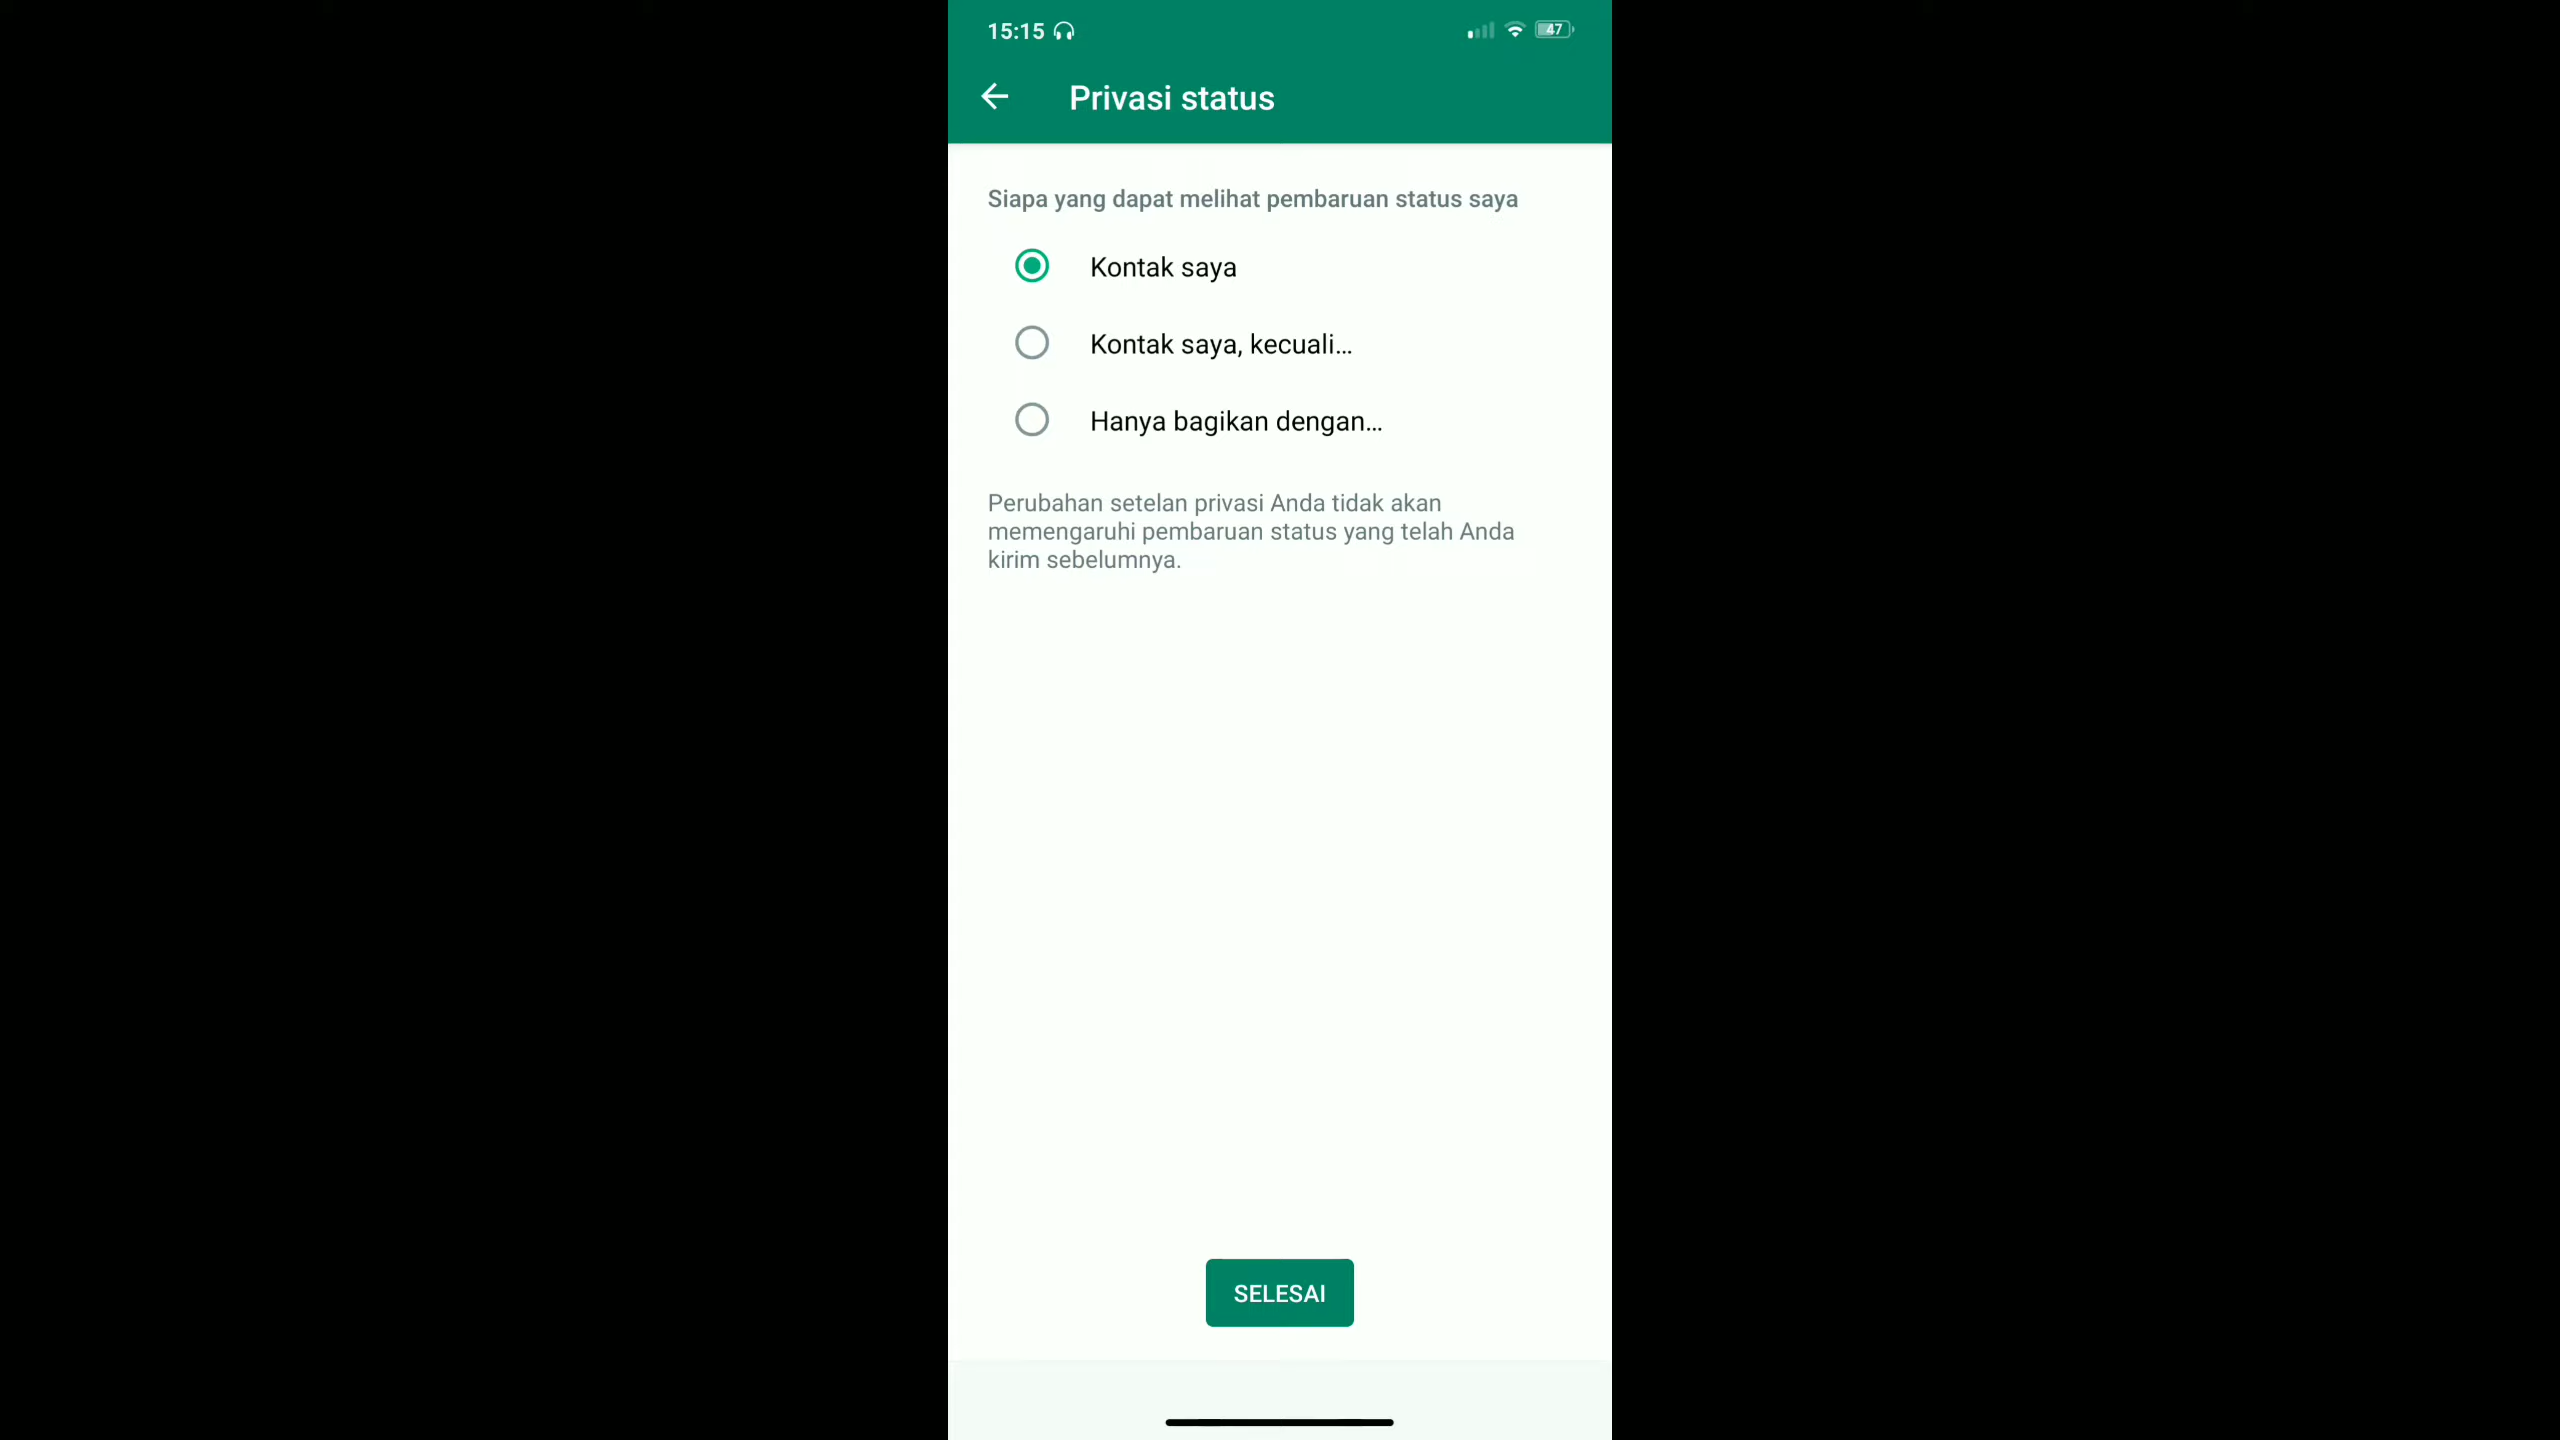 15:15
47
Privasi status
Siapa yang dapat melihat pembaruan status saya
Kontak saya
Kontak saya, kecuali...
Hanya bagikan dengan...
Perubahan setelan privasi Anda tidak akan
memengaruhi pembaruan status yang telah Anda
kirim sebelumnya.
SELESAI